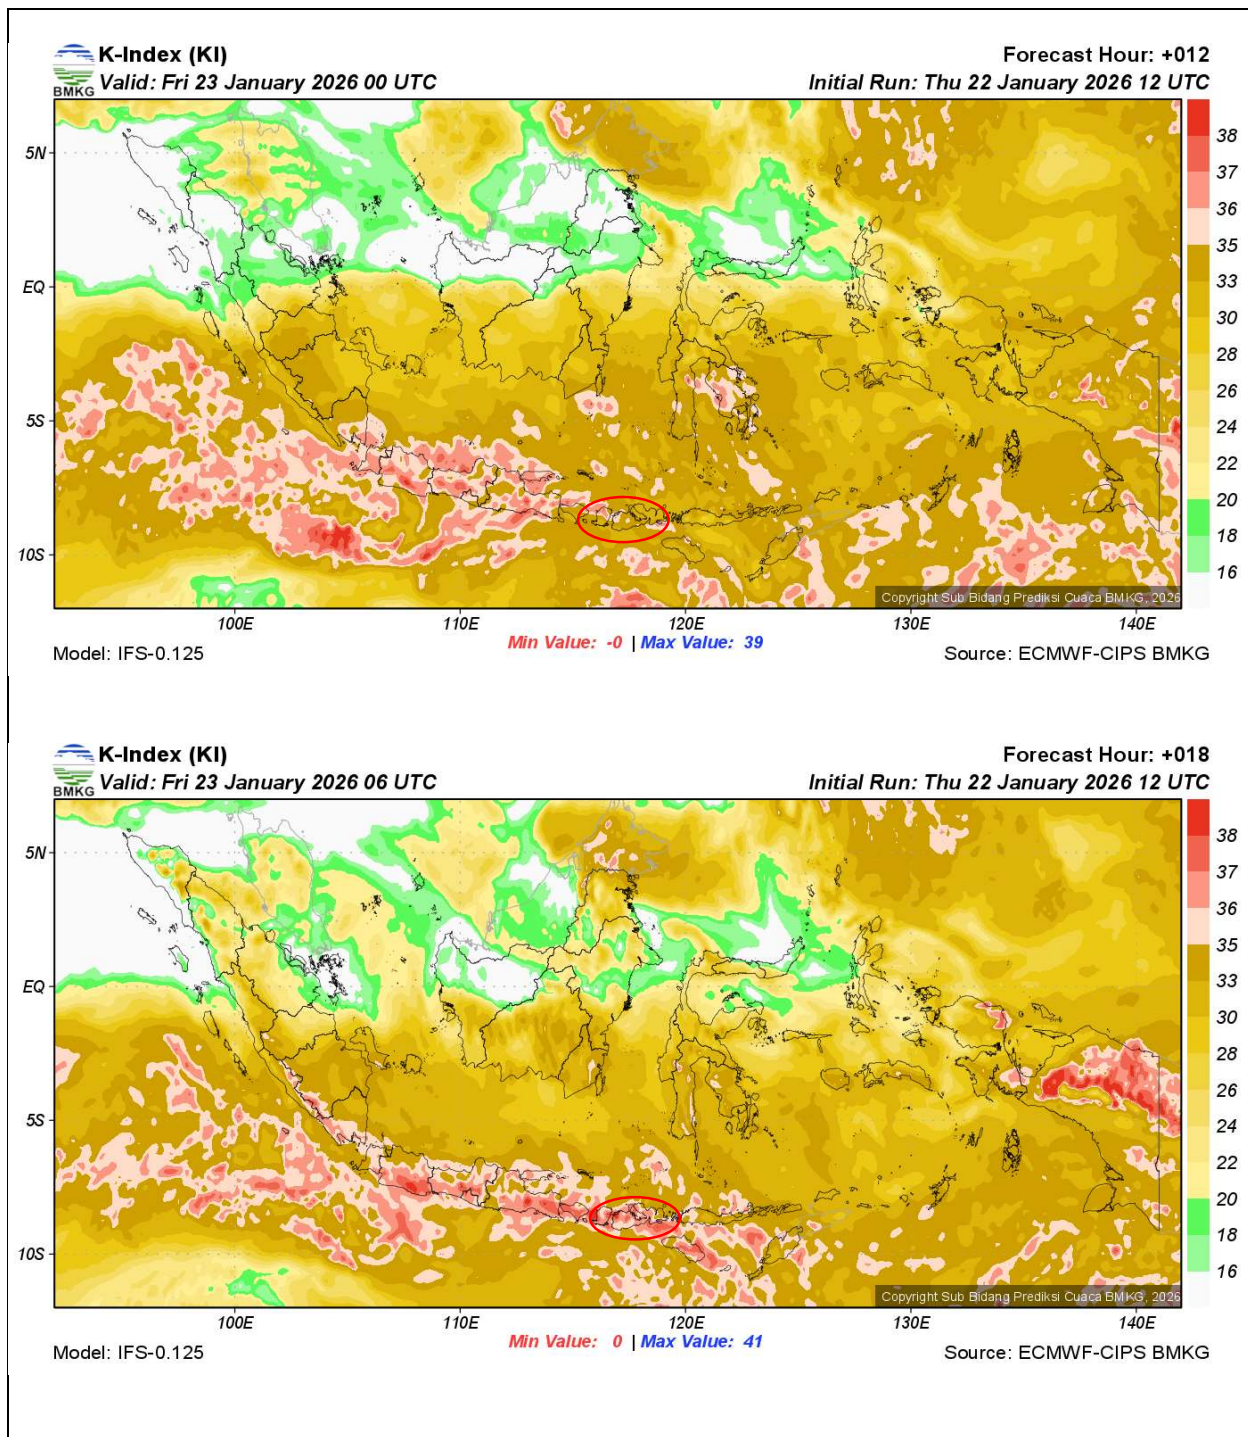 K-Index (KI)
Forecast Hour: +012
BMKG
Valid: Fri 23 January 2026 00 UTC
Initial Run: Thu 22 January 2026 12 UTC
5N
EQ
5S
10S
38
37
36
35
33
30
28
26
24
22
20
18
16
Copyright Sub Bidang Prediksi Cuaca BMKG, 2026
100E
110E
120E
130E
140E
Min Value: -0 | Max Value: 39
Model: IFS-0.125
Source: ECMWF-CIPS BMKG
K-Index (KI)
Forecast Hour: +018
BMKG
Valid: Fri 23 January 2026 06 UTC
Initial Run: Thu 22 January 2026 12 UTC
5N
EQ
5S
10S
38
37
36
35
33
30
28
26
24
22
20
18
16
Copyright Sub Bidang Prediksi Cuaca BMKG, 2026
100E
110E
120E
130E
140E
Min Value: 0 | Max Value: 41
Model: IFS-0.125
Source: ECMWF-CIPS BMKG